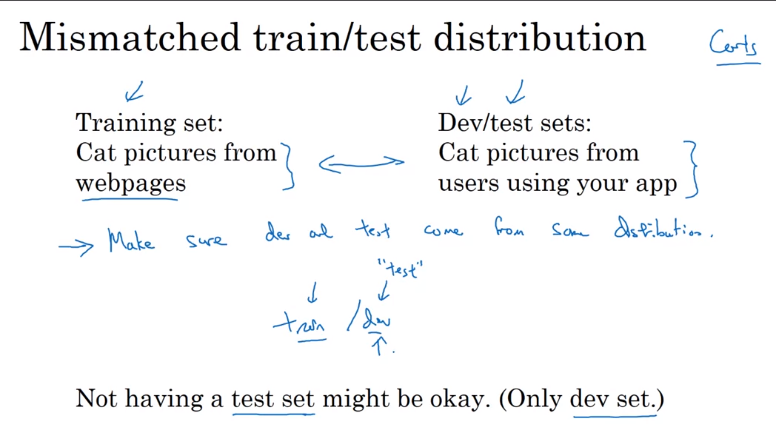 Mismatched train/test distribution
Cats
Training set:
Cat pictures from
webpages
Dev/test sets:
Cat pictures from
users using your app
→ Make sure dev and test come from same distribution.
"test"
train / dev
Not having a test set might be okay. (Only dev set.)